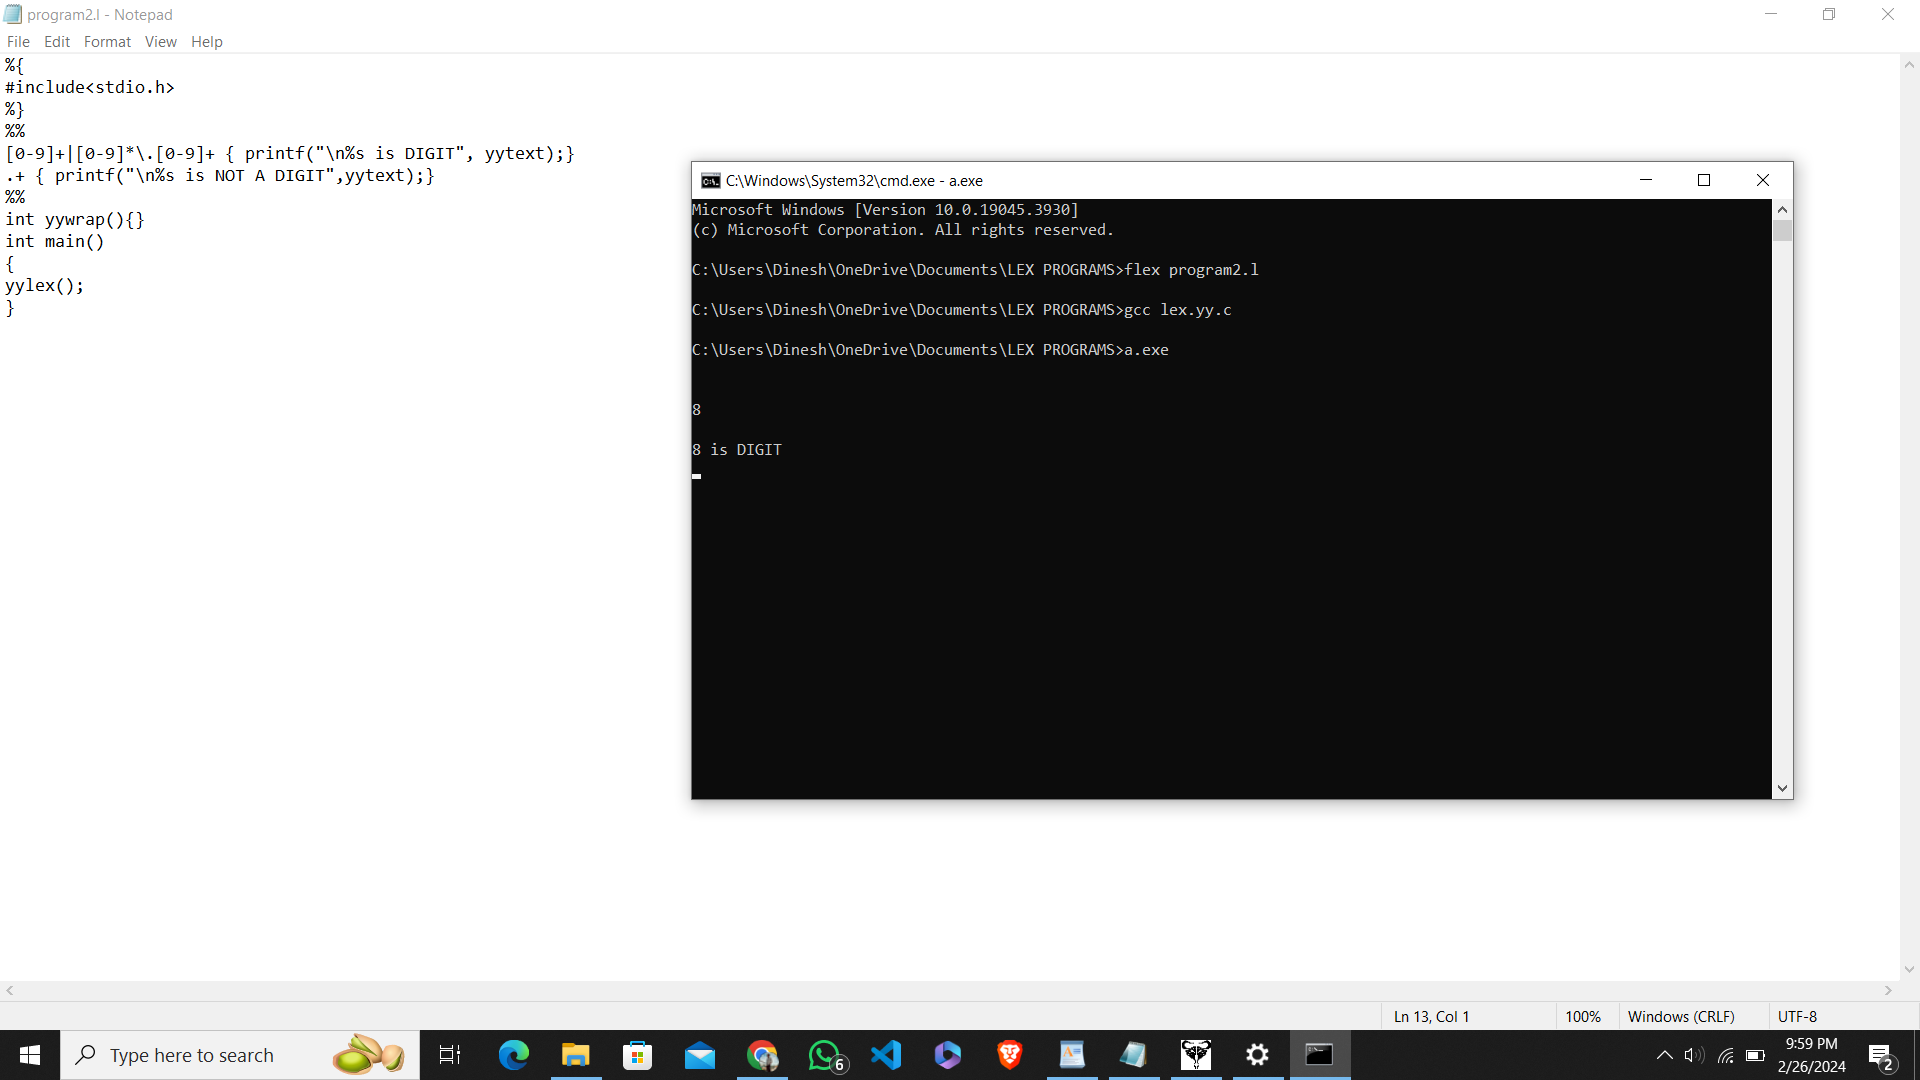 program2.l - Notepad
File Edit Format View Help
%{
#include<stdio.h>
%}
%%
[0-9]+|[0-9]*\.[0-9]+ { printf("\n%s is DIGIT", yytext);}
.+ { printf("\n%s is NOT A DIGIT",yytext);}
%%
int yywrap(){}
int main()
{
yylex();
}
C:\Windows\System32\cmd.exe - a.exe
Microsoft Windows [Version 10.0.19045.3930]
(c) Microsoft Corporation. All rights reserved.
C:\Users\Dinesh\OneDrive\Documents\LEX PROGRAMS>flex program2.l
C:\Users\Dinesh\OneDrive\Documents\LEX PROGRAMS>gcc lex.yy.c
C:\Users\Dinesh\OneDrive\Documents\LEX PROGRAMS>a.exe
8
8 is DIGIT
Ln 13, Col 1 100% Windows (CRLF) UTF-8
Type here to search
6
9:59 PM
2/26/2024
2